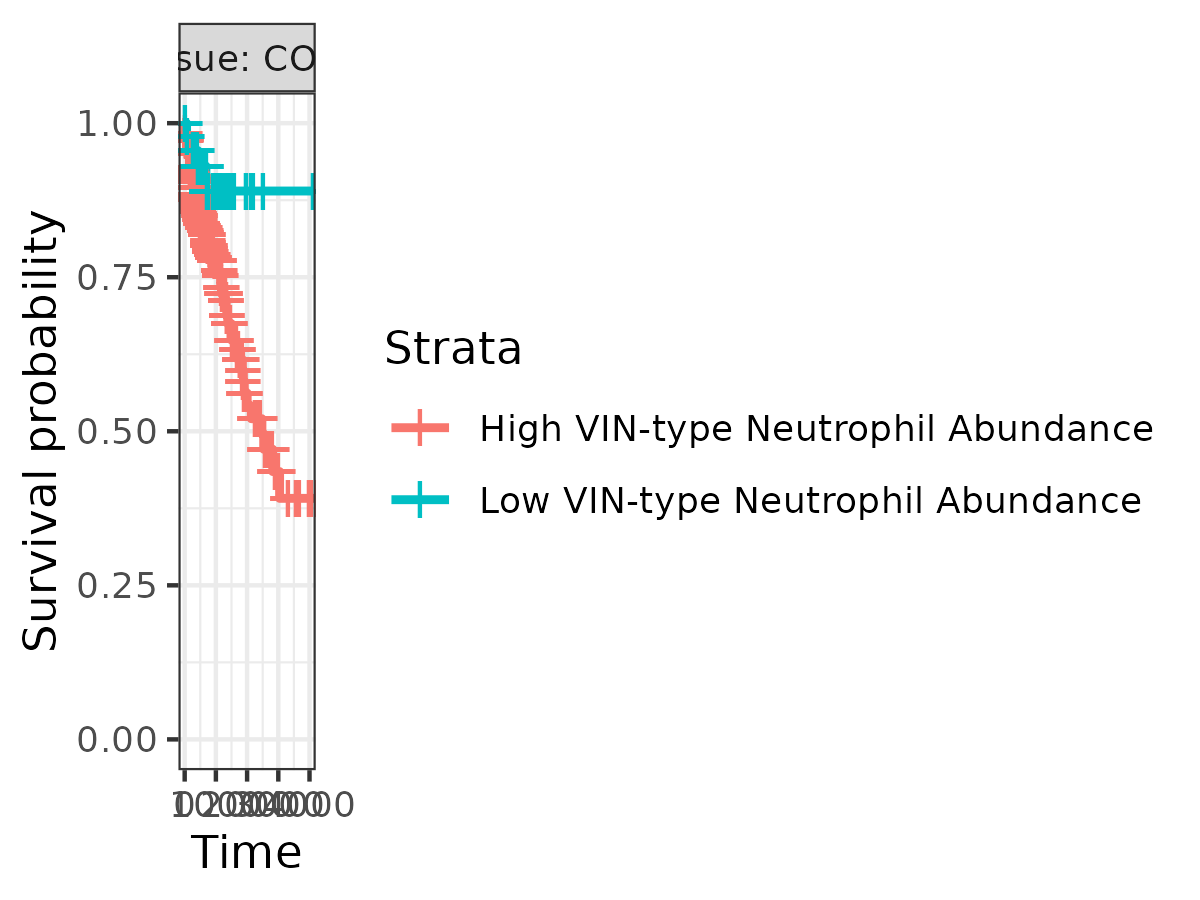 sue: CO
1.00
0.75
0.50
0.25
0.00
Survival probability
Time
Strata
High VIN-type Neutrophil Abundance
Low VIN-type Neutrophil Abundance